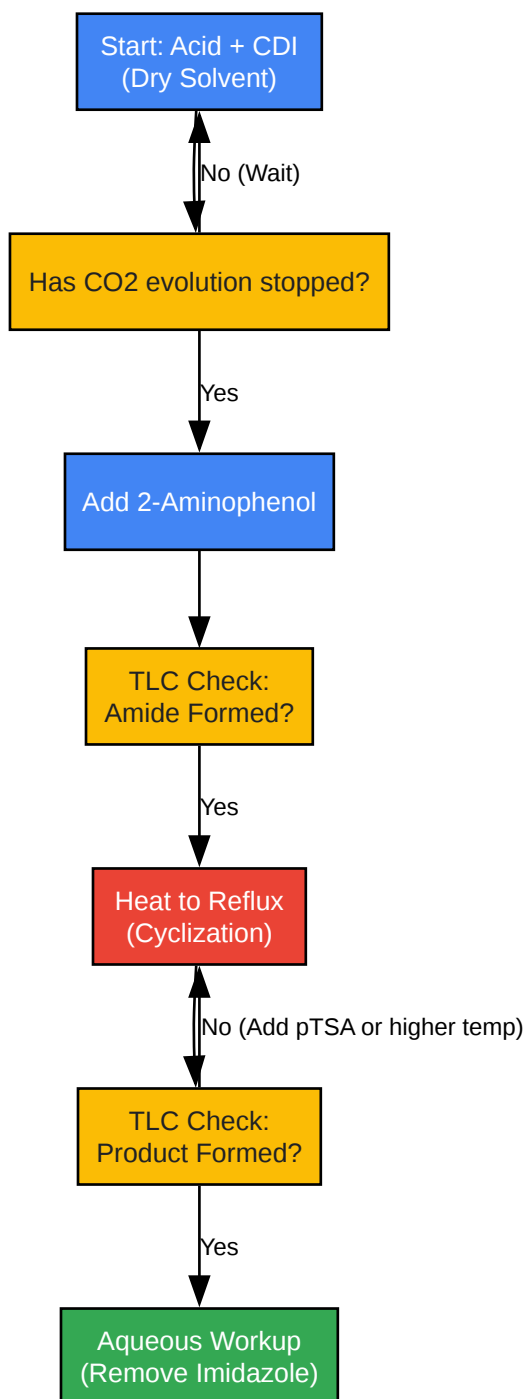 Start: Acid + CDI
(Dry Solvent)
No (Wait)
Has CO2 evolution stopped?
Yes
Add 2-Aminophenol
TLC Check:
Amide Formed?
Yes
Heat to Reflux
(Cyclization)
No (Add pTSA or higher temp)
TLC Check:
Product Formed?
Yes
Aqueous Workup
(Remove Imidazole)